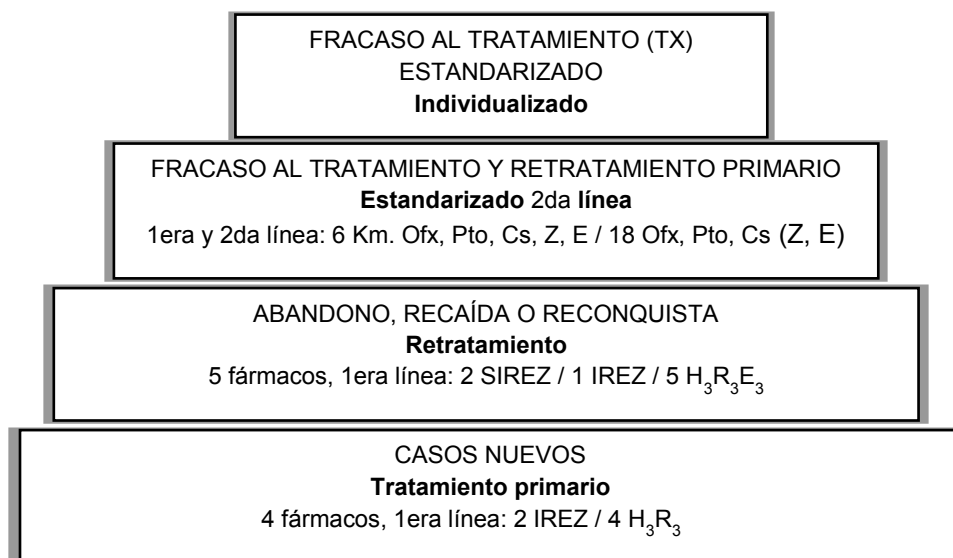 FRACASO AL TRATAMIENTO (TX)
ESTANDARIZADO
Individualizado
FRACASO AL TRATAMIENTO Y RETRATAMIENTO PRIMARIO
Estandarizado 2da línea
1era y 2da línea: 6 Km. Ofx, Pto, Cs, Z, E / 18 Ofx, Pto, Cs (Z, E)
ABANDONO, RECAÍDA O RECONQUISTA
Retratamiento
5 fármacos, 1era línea: 2 SIREZ / 1 IREZ / 5 H₃R₃E₃
CASOS NUEVOS
Tratamiento primario
4 fármacos, 1era línea: 2 IREZ / 4 H₃R₃